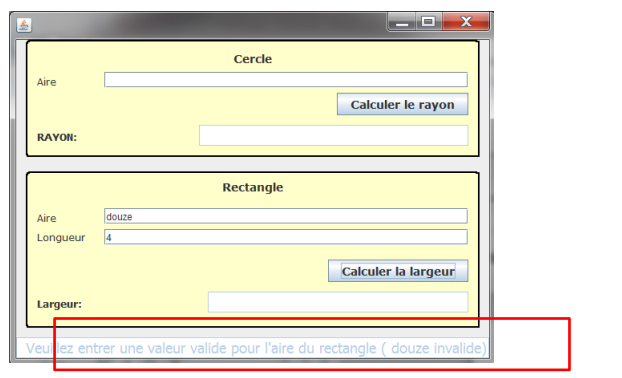 Cercle
Aire
Calculer le rayon
RAYON:
Rectangle
Aire douze
Longueur 4
Calculer la largeur
Largeur:
Veuillez entrer une valeur valide pour l'aire du rectangle ( douze invalide)